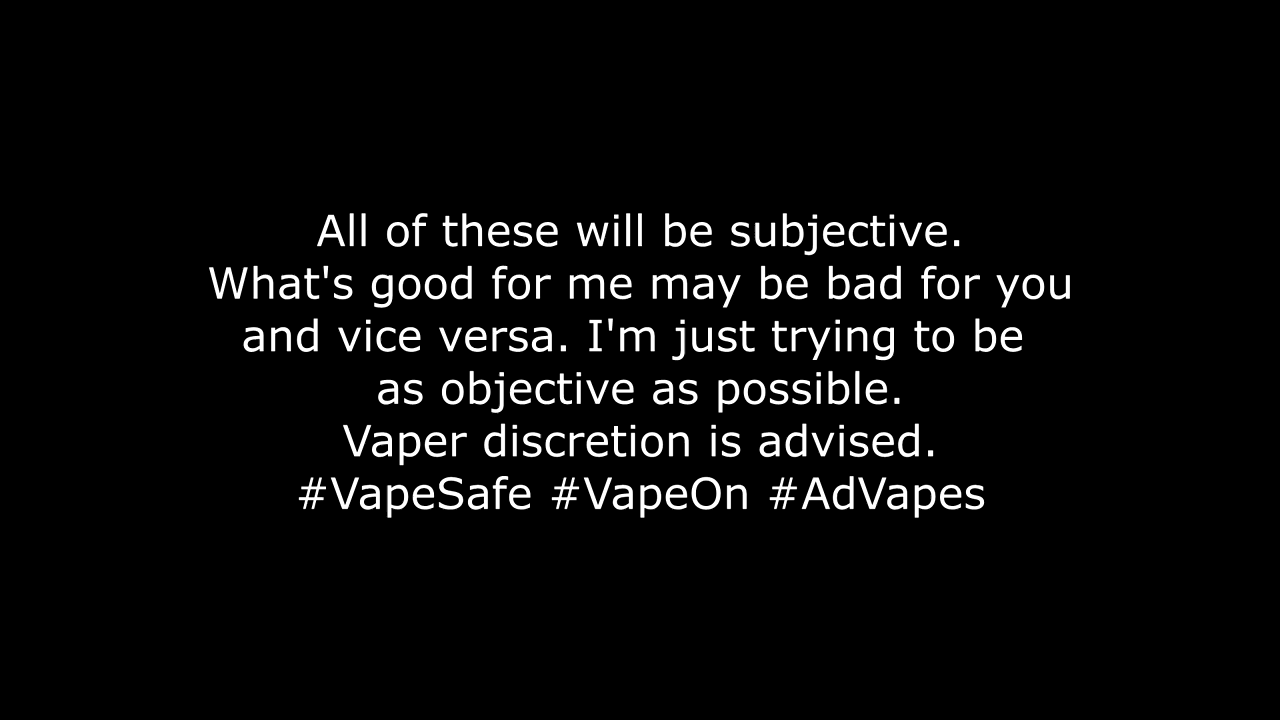 All of these will be subjective.
What's good for me may be bad for you
and vice versa. I'm just trying to be
as objective as possible.
Vaper discretion is advised.
#VapeSafe #VapeOn #AdVapes